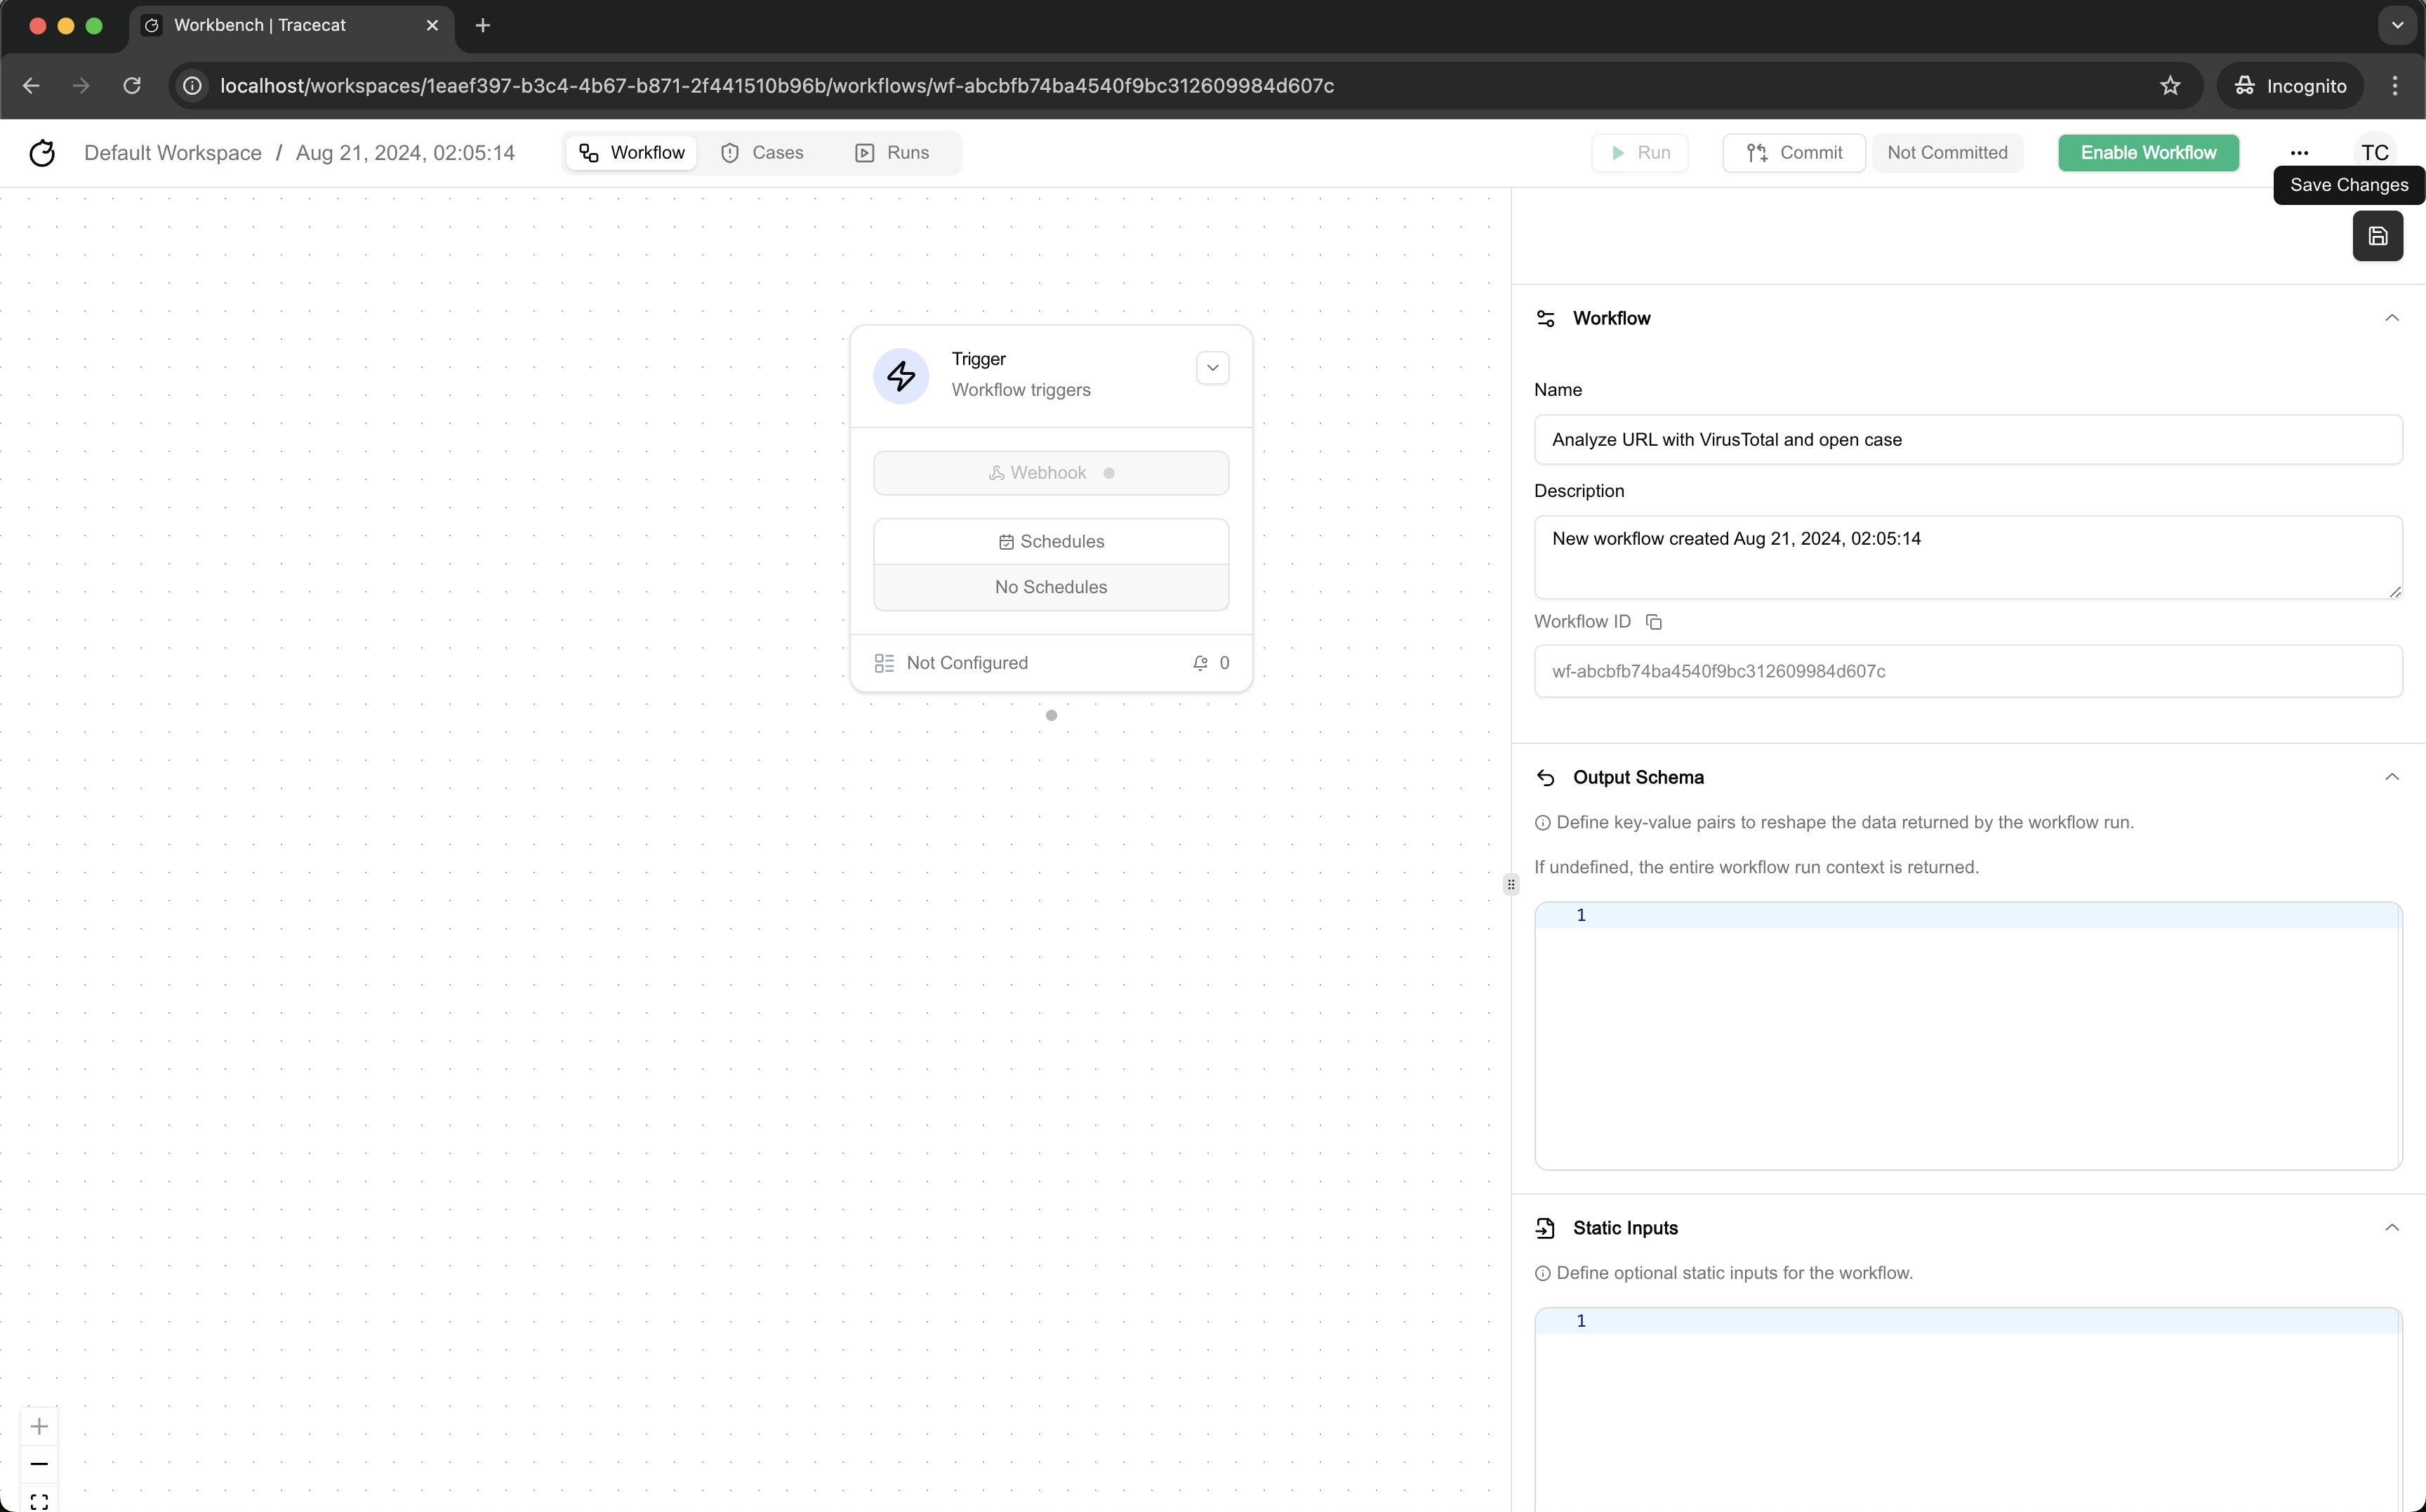 Workbench | Tracecat
localhost/workspaces/1eaef397-b3c4-4b67-b871-2f441510b96b/workflows/wf-abcbfb74ba4540f9bc312609984d607c
Incognito
Default Workspace / Aug 21, 2024, 02:05:14
Workflow
Cases
Runs
Run
Commit
Not Committed
Enable Workflow
TC
Save Changes
Trigger
Workflow triggers
Webhook
Schedules
No Schedules
Not Configured
0
Workflow
Name
Analyze URL with VirusTotal and open case
Description
New workflow created Aug 21, 2024, 02:05:14
Workflow ID
wf-abcbfb74ba4540f9bc312609984d607c
Output Schema
Define key-value pairs to reshape the data returned by the workflow run.
If undefined, the entire workflow run context is returned.
1
Static Inputs
Define optional static inputs for the workflow.
1